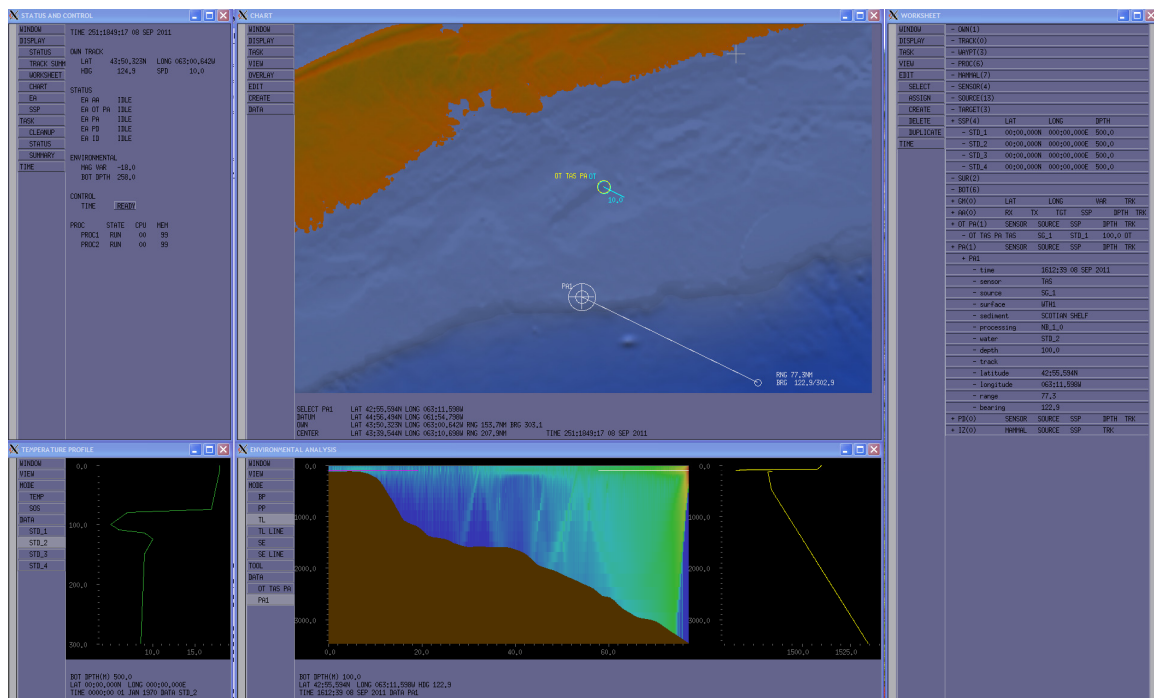 STATUS AND CONTROL
WINDOW
DISPLAY
STATUS
TRACK SUMM
WORKSHEET
CHART
EA
SSP
TASK
CLEANUP
STATUS
SUMMARY
TIME
TIME 251:1849:17 08 SEP 2011
OWN TRACK
LAT 43:50.323N LONG 063:00.642W
HDG 124.9 SPD 10.0
STATUS
EA AA IDLE
EA OT PA IDLE
EA PA IDLE
EA PD IDLE
EA IO IDLE
ENVIRONMENTAL
MAG VAR -18.0
BOT DPTH 258.0
CONTROL
TIME READY
PROC STATE CPU MEM
PROC1 RUN 00 99
PROC2 RUN 00 99
CHART
WINDOW
DISPLAY
TASK
VIEW
OVERLAY
EDIT
CREATE
DATA
OT TAS PA OT
10.0
PA1
RNG 77.3NM
BRG 122.9/302.9
SELECT PA1 LAT 42:55.594N LONG 063:11.598W
DATUM LAT 44:56.494N LONG 061:54.798W
OWN LAT 43:50.323N LONG 063:00.642W RNG 153.7NM BRG 303.1
CENTER LAT 43:39.544N LONG 063:10.698W RNG 207.9NM TIME 251:1849:17 08 SEP 2011
WORKSHEET
WINDOW
DISPLAY
TASK
VIEW
EDIT
SELECT
ASSIGN
CREATE
DELETE
DUPLICATE
TIME
- OWN(1)
- TRACK(0)
- WAYPT(3)
- PROC(6)
- MAMMAL(7)
- SENSOR(4)
- SOURCE(13)
- TARGET(3)
+ SSP(4) LAT LONG DPTH
- STD_1 00:00.000N 000:00.000E 500.0
- STD_2 00:00.000N 000:00.000E 500.0
- STD_3 00:00.000N 000:00.000E 500.0
- STD_4 00:00.000N 000:00.000E 500.0
- SUR(2)
- BOT(6)
+ GM(0) LAT LONG VAR TRK
+ AA(0) RX TX TGT SSP DPTH TRK
+ OT PA(1) SENSOR SOURCE SSP DPTH TRK
- OT TAS PA TAS SG_1 STD_1 100.0 OT
+ PA(1) SENSOR SOURCE SSP DPTH TRK
+ PA1
- time 1612:39 08 SEP 2011
- sensor TAS
- source SG_1
- surface WTH1
- sediment SCOTIAN SHELF
- processing NB_1_0
- water STD_2
- depth 100.0
- track
- latitude 42:55.594N
- longitude 063:11.598W
- range 77.3
- bearing 122.9
+ PD(0) SENSOR SOURCE SSP DPTH TRK
+ IZ(0) MAMMAL SOURCE SSP TRK
TEMPERATURE PROFILE
WINDOW
VIEW
MODE
TEMP
SOS
DATA
STD_1
STD_2
STD_3
STD_4
0.0
100.0
200.0
300.0
10.0 15.0
BOT DPTH(M) 500.0
LAT 00:00.000N LONG 000:00.000E
TIME 0000:00 01 JAN 1970 DATA STD_2
ENVIRONMENTAL ANALYSIS
WINDOW
VIEW
MODE
BP
PP
TL
TL LINE
SE
SE LINE
TOOL
DATA
OT TAS PA
PA1
0.0
1000.0
2000.0
3000.0
0.0 20.0 40.0 60.0
0.0
1000.0
2000.0
3000.0
1500.0 1525.0
BOT DPTH(M) 100.0
LAT 42:55.594N LONG 063:11.598W HDG 122.9
TIME 1612:39 08 SEP 2011 DATA PA1